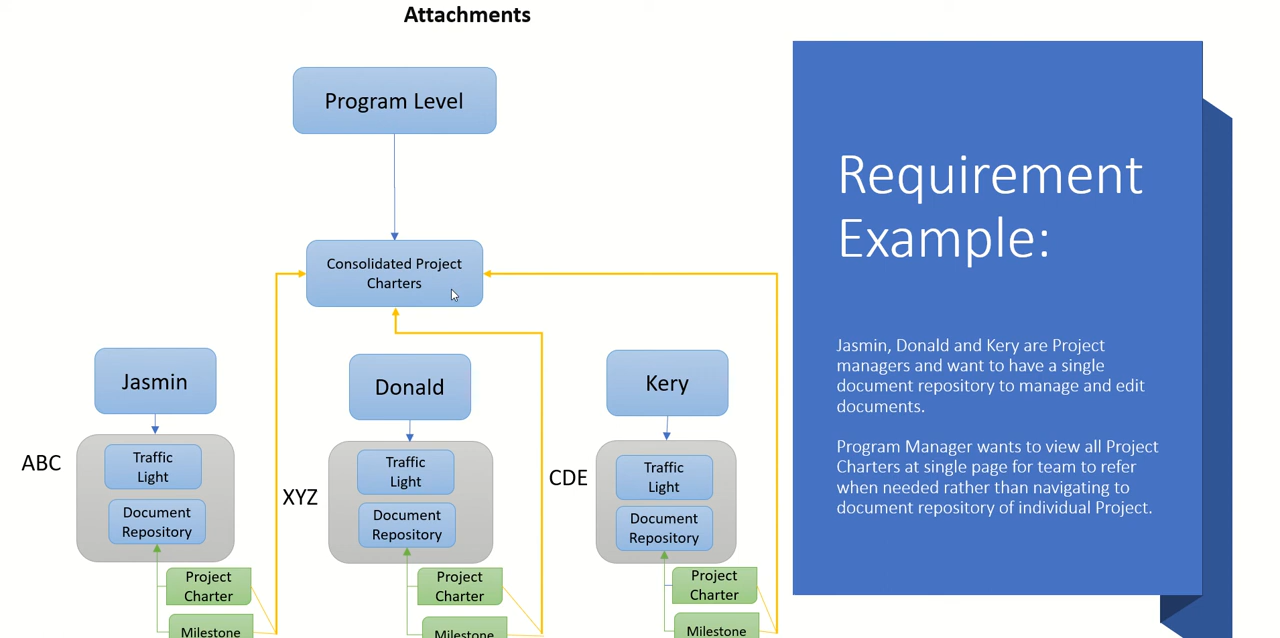 Attachments
Program Level
Consolidated Project
Charters
Jasmin
Donald
Kery
ABC
Traffic
Light
Document
Repository
XYZ
Traffic
Light
Document
Repository
CDE
Traffic
Light
Document
Repository
Project
Charter
Milestone
Project
Charter
Milestone
Project
Charter
Milestone
Requirement
Example:
Jasmin, Donald and Kery are Project
managers and want to have a single
document repository to manage and edit
documents.
Program Manager wants to view all Project
Charters at single page for team to refer
when needed rather than navigating to
document repository of individual Project.